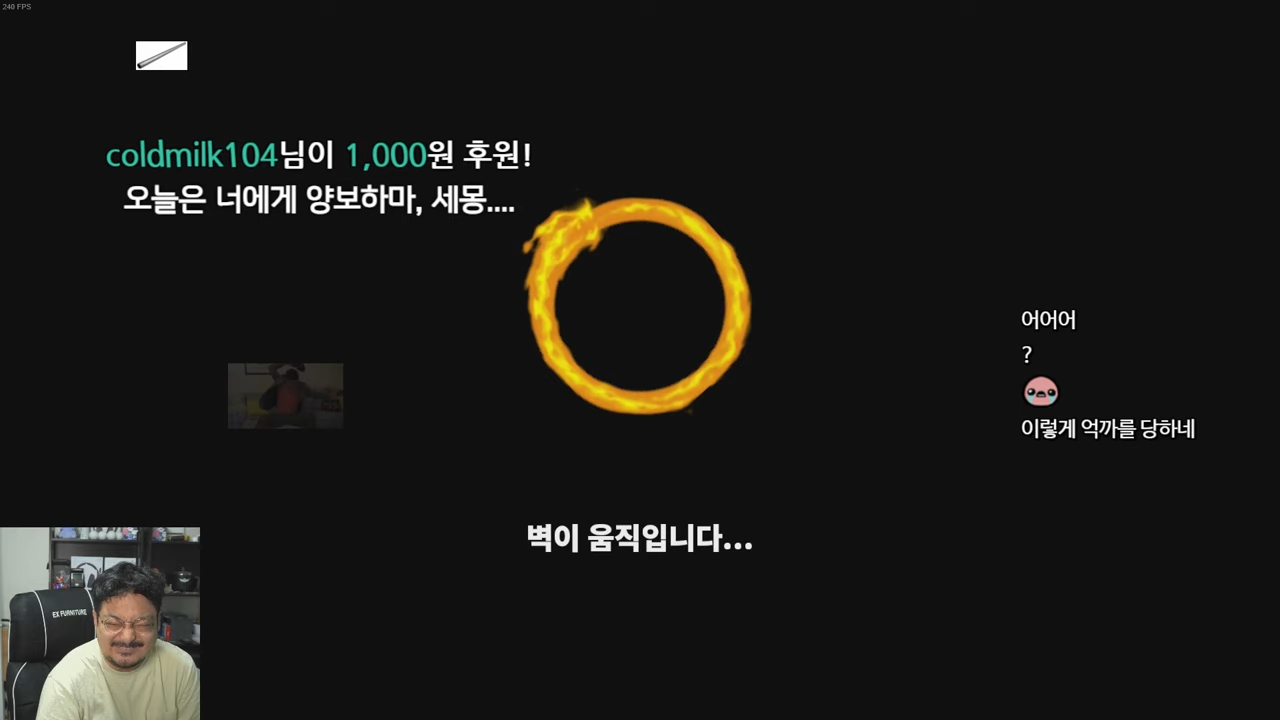 240 FPS
coldmilk104님이 1,000원 후원!
오늘은 너에게 양보하마, 세몽....
어어어
?
이렇게 억까를 당하네
벽이 움직입니다...
EX FURNITURE